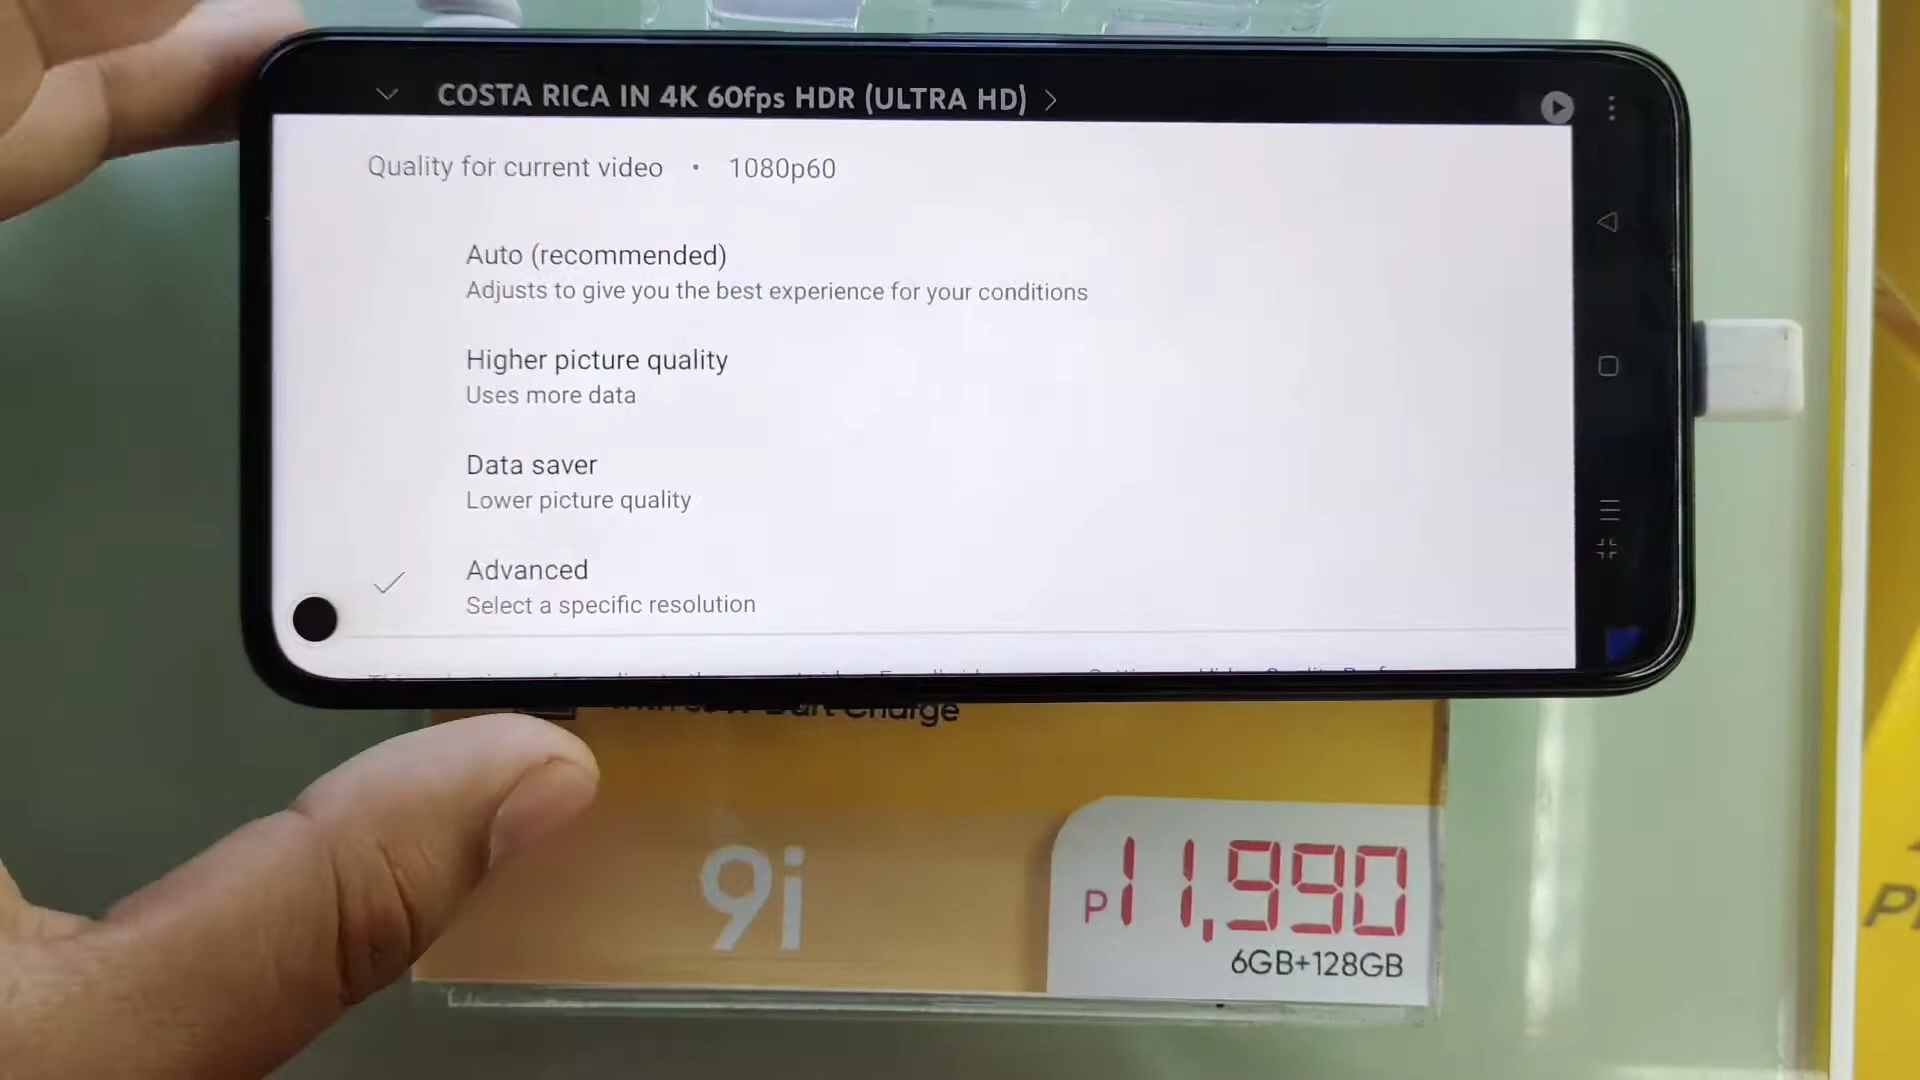 COSTA RICA IN 4K 60fps HDR (ULTRA HD)
Quality for current video • 1080p60
Auto (recommended)
Adjusts to give you the best experience for your conditions
Higher picture quality
Uses more data
Data saver
Lower picture quality
Advanced
Select a specific resolution
Dart Charge
9i
P11,990
6GB+128GB